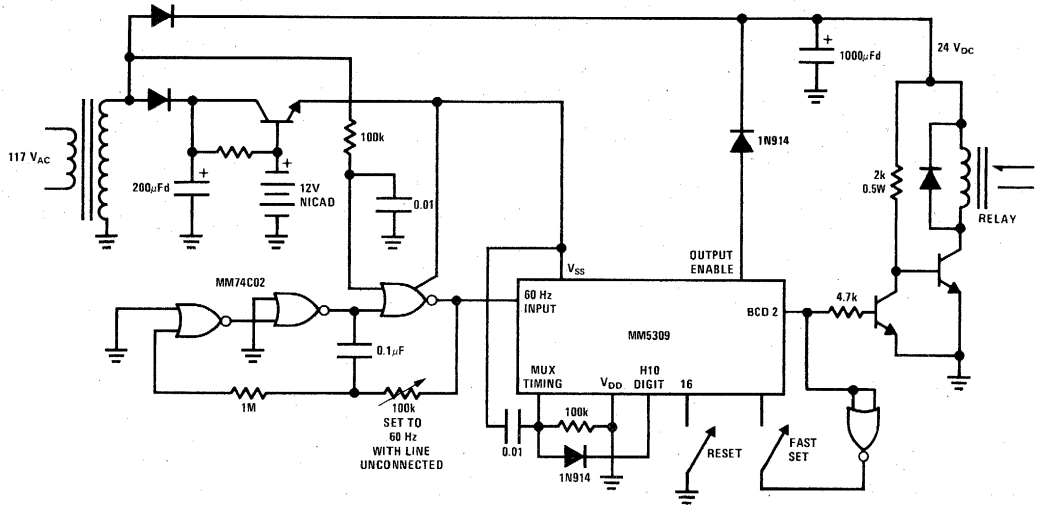 1000µFd
24 VDC
117 VAC
100k
1N914
200µFd
12V
NICAD
0.01
2k
0.5W
RELAY
MM74C02
VSS
OUTPUT
ENABLE
60 Hz
INPUT
BCD 2
4.7k
MM5309
0.1µF
MUX
TIMING
VDD
H10
DIGIT
16
1M
100k
SET TO
60 Hz
WITH LINE
UNCONNECTED
0.01
100k
1N914
RESET
FAST
SET